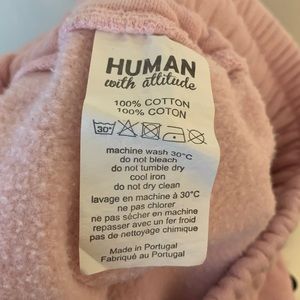 HUMAN
with attitude
100% COTTON
100% COTON
30°
machine wash 30°C
do not bleach
do not tumble dry
cool iron
do not dry clean
lavage en machine à 30°C
ne pas chlorer
ne pas sécher en machine
repasser avec un fer froid
pas de nettoyage chimique
Made in Portugal
Fabriqué au Portugal